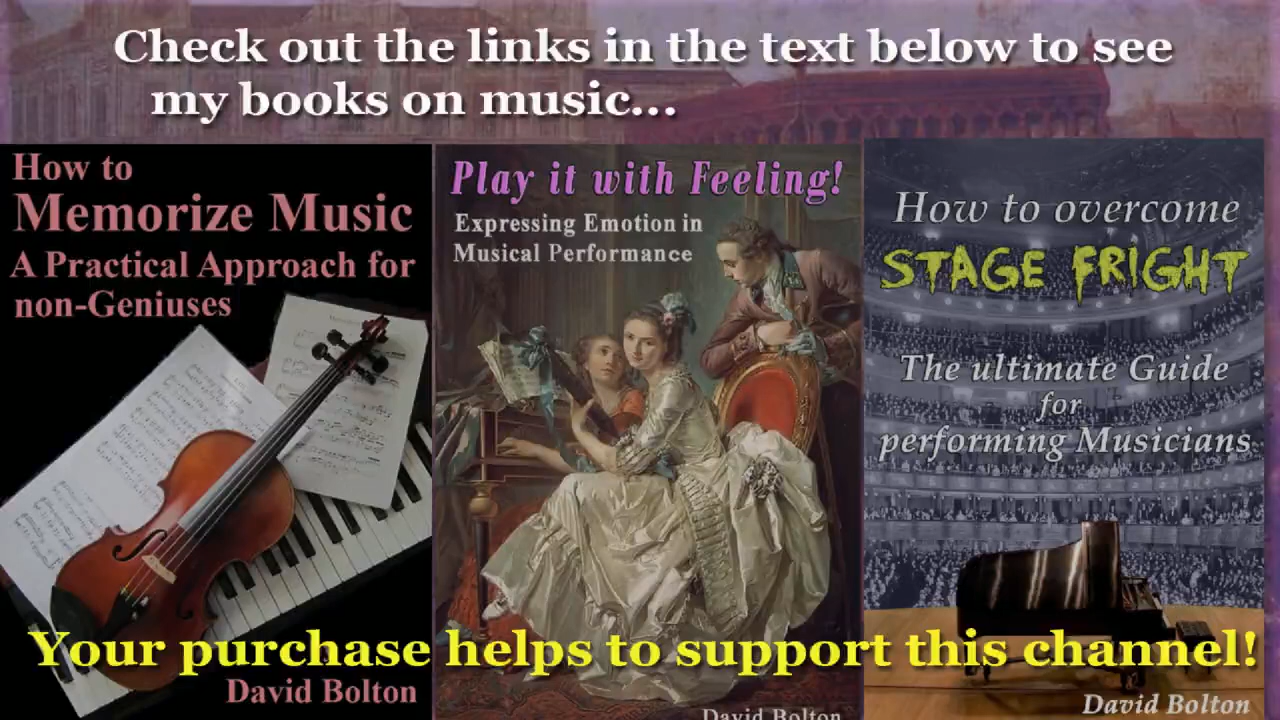 Check out the links in the text below to see
my books on music...
How to
Memorize Music
A Practical Approach for
non-Geniuses
David Bolton
Play it with Feeling!
Expressing Emotion in
Musical Performance
David Bolton
How to overcome
STAGE FRIGHT
The ultimate Guide
for
performing Musicians
David Bolton
Your purchase helps to support this channel!